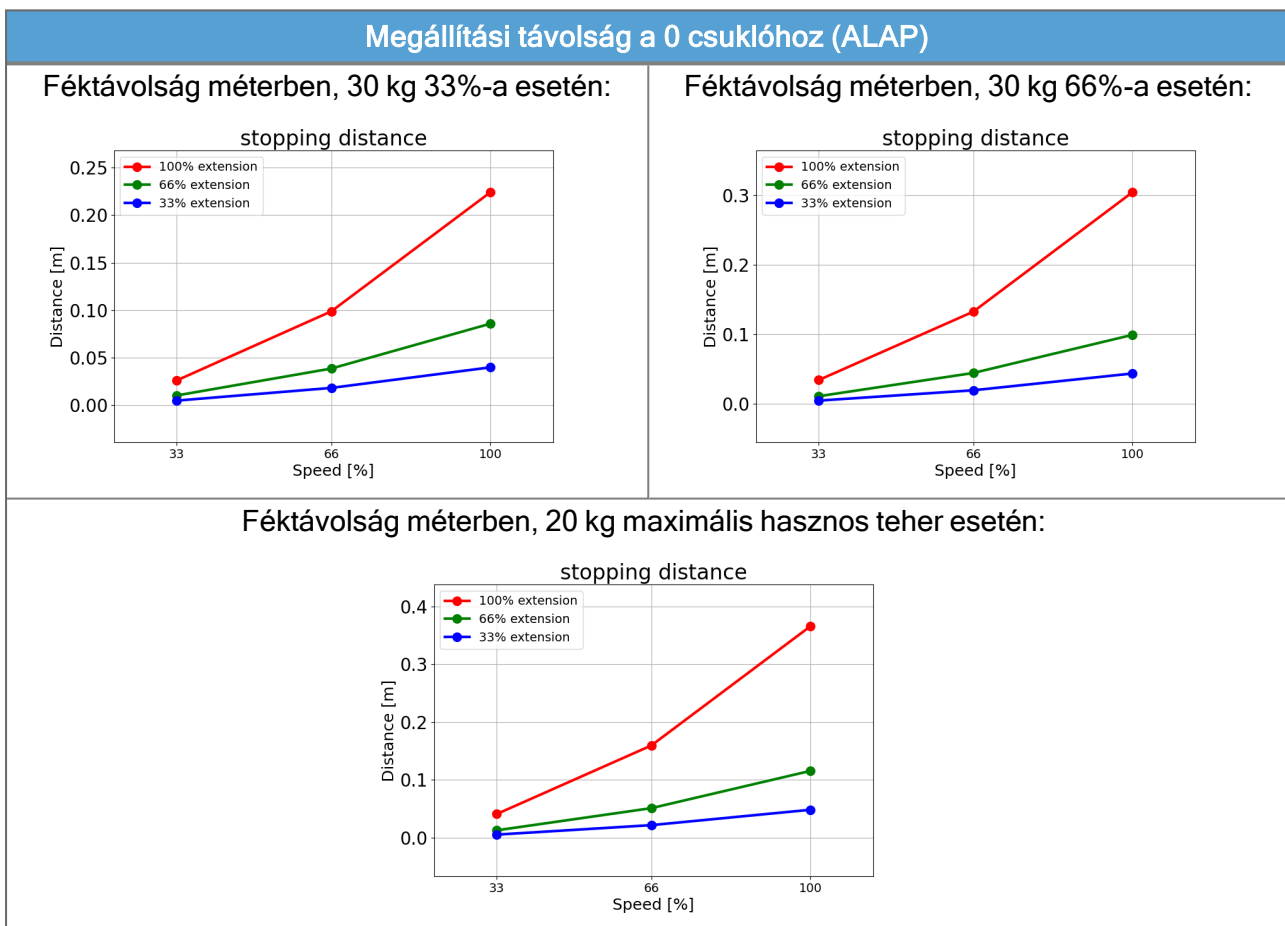 Megállítási távolság a 0 csuklóhoz (ALAP)
Féktávolság méterben, 30 kg 33%-a esetén:
stopping distance
100% extension
66% extension
33% extension
0.25
0.20
0.15
0.10
0.05
0.00
Distance [m]
33 66 100
Speed [%]
Féktávolság méterben, 30 kg 66%-a esetén:
stopping distance
100% extension
66% extension
33% extension
0.3
0.2
0.1
0.0
Distance [m]
33 66 100
Speed [%]
Féktávolság méterben, 20 kg maximális hasznos teher esetén:
stopping distance
100% extension
66% extension
33% extension
0.4
0.3
0.2
0.1
0.0
Distance [m]
33 66 100
Speed [%]